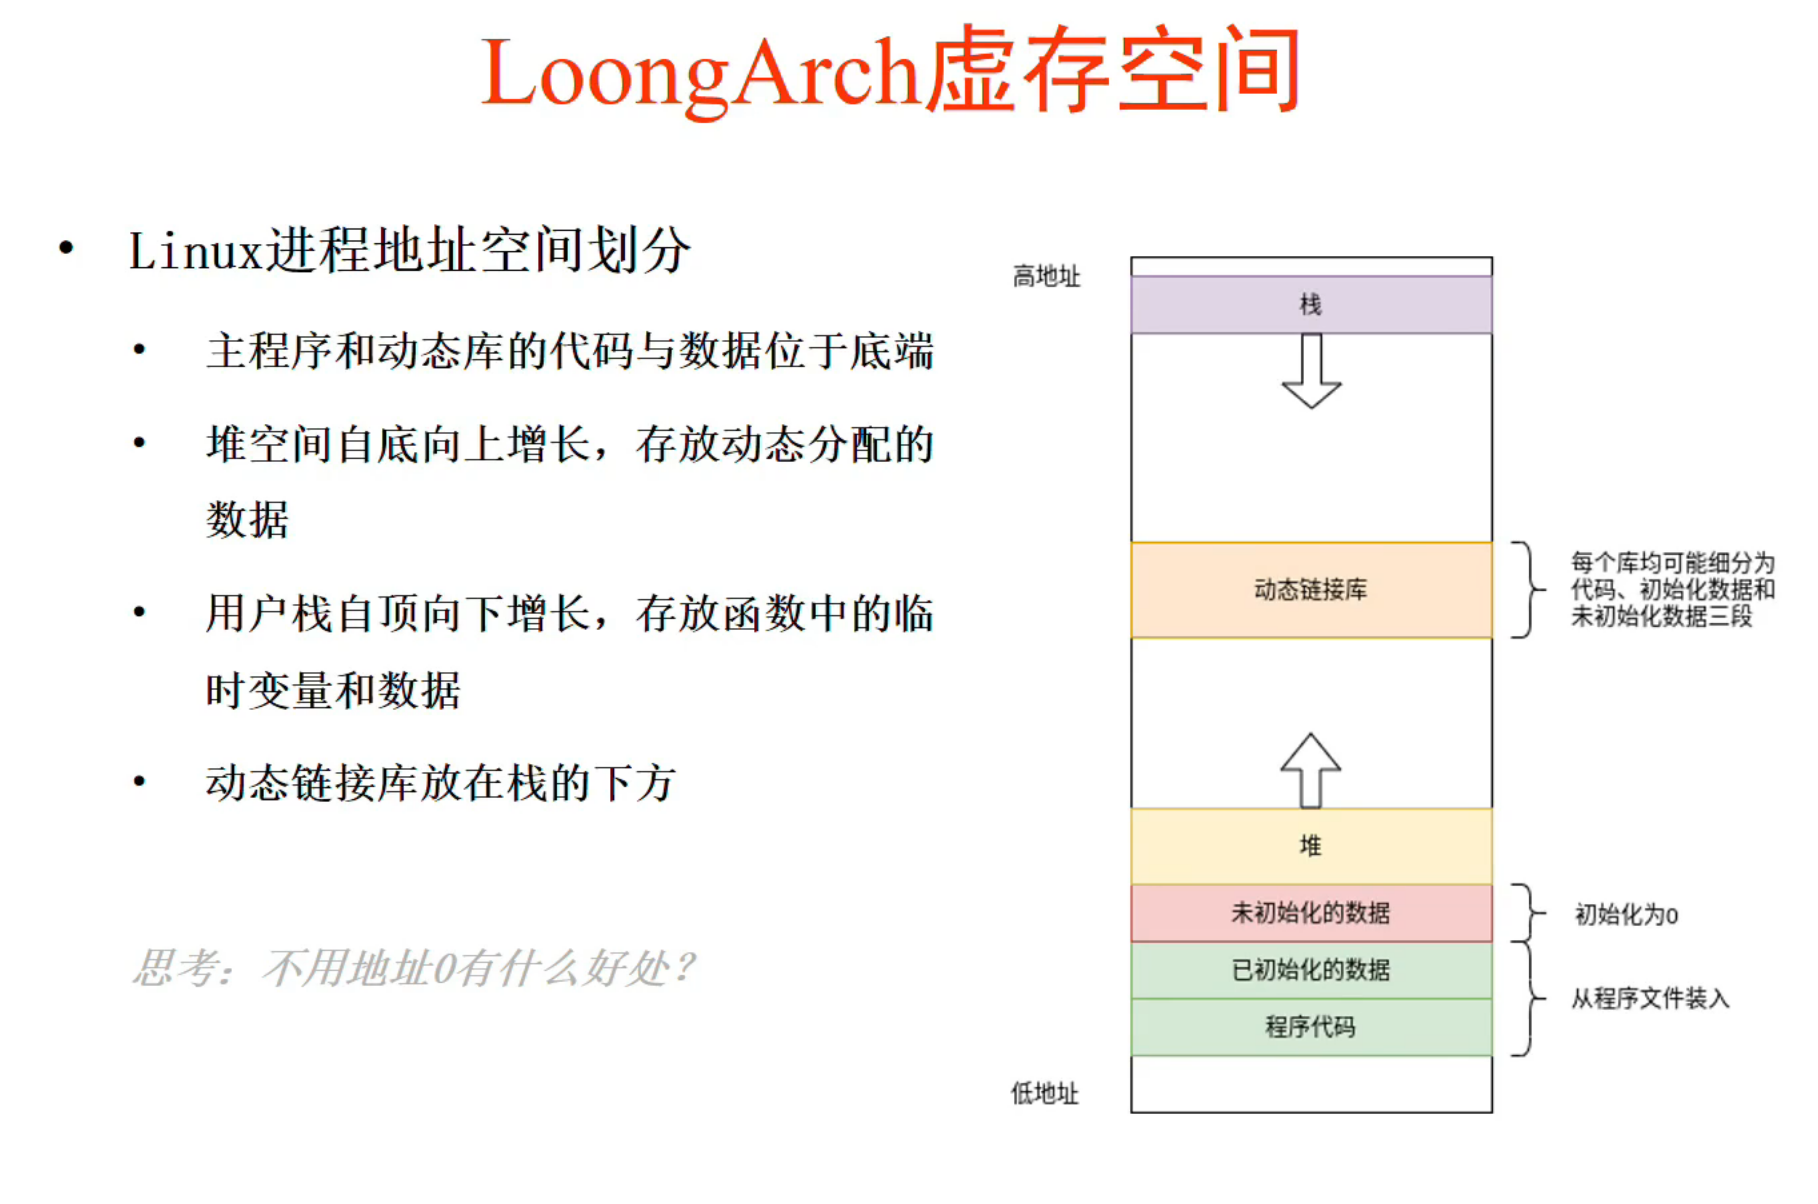 LoongArch虚存空间
• Linux进程地址空间划分
• 主程序和动态库的代码与数据位于底端
• 堆空间自底向上增长，存放动态分配的
数据
• 用户栈自顶向下增长，存放函数中的临
时变量和数据
• 动态链接库放在栈的下方
思考：不用地址0有什么好处？
高地址
栈
动态链接库
每个库均可能细分为
代码、初始化数据和
未初始化数据三段
堆
未初始化的数据
初始化为0
已初始化的数据
从程序文件装入
程序代码
低地址